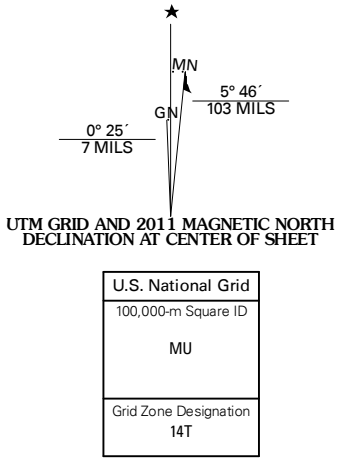 ★
MN
5° 46´
103 MILS
GN
0° 25´
7 MILS
UTM GRID AND 2011 MAGNETIC NORTH
DECLINATION AT CENTER OF SHEET
U.S. National Grid
100,000-m Square ID
MU
Grid Zone Designation
14T